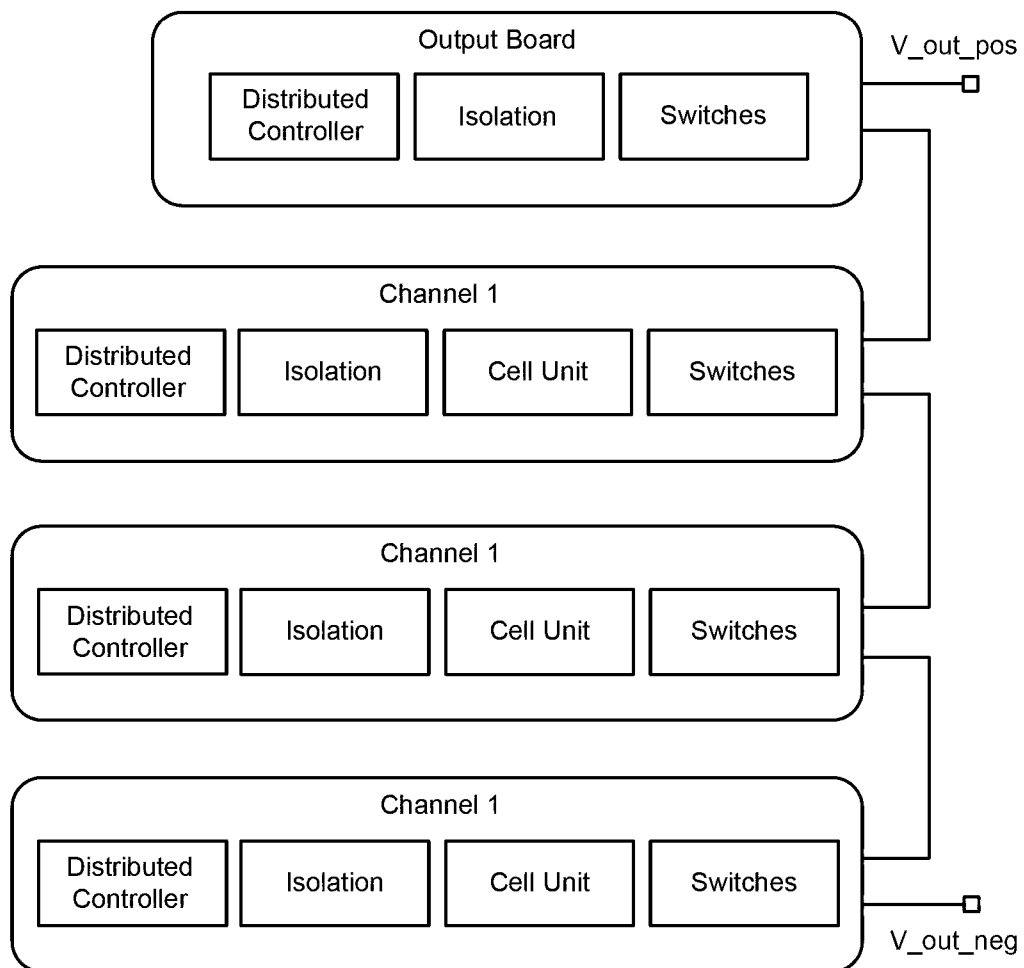 Output Board
V_out_pos
Distributed
Controller
Isolation
Switches
Channel 1
Distributed
Controller
Isolation
Cell Unit
Switches
Channel 1
Distributed
Controller
Isolation
Cell Unit
Switches
Channel 1
Distributed
Controller
Isolation
Cell Unit
Switches
V_out_neg